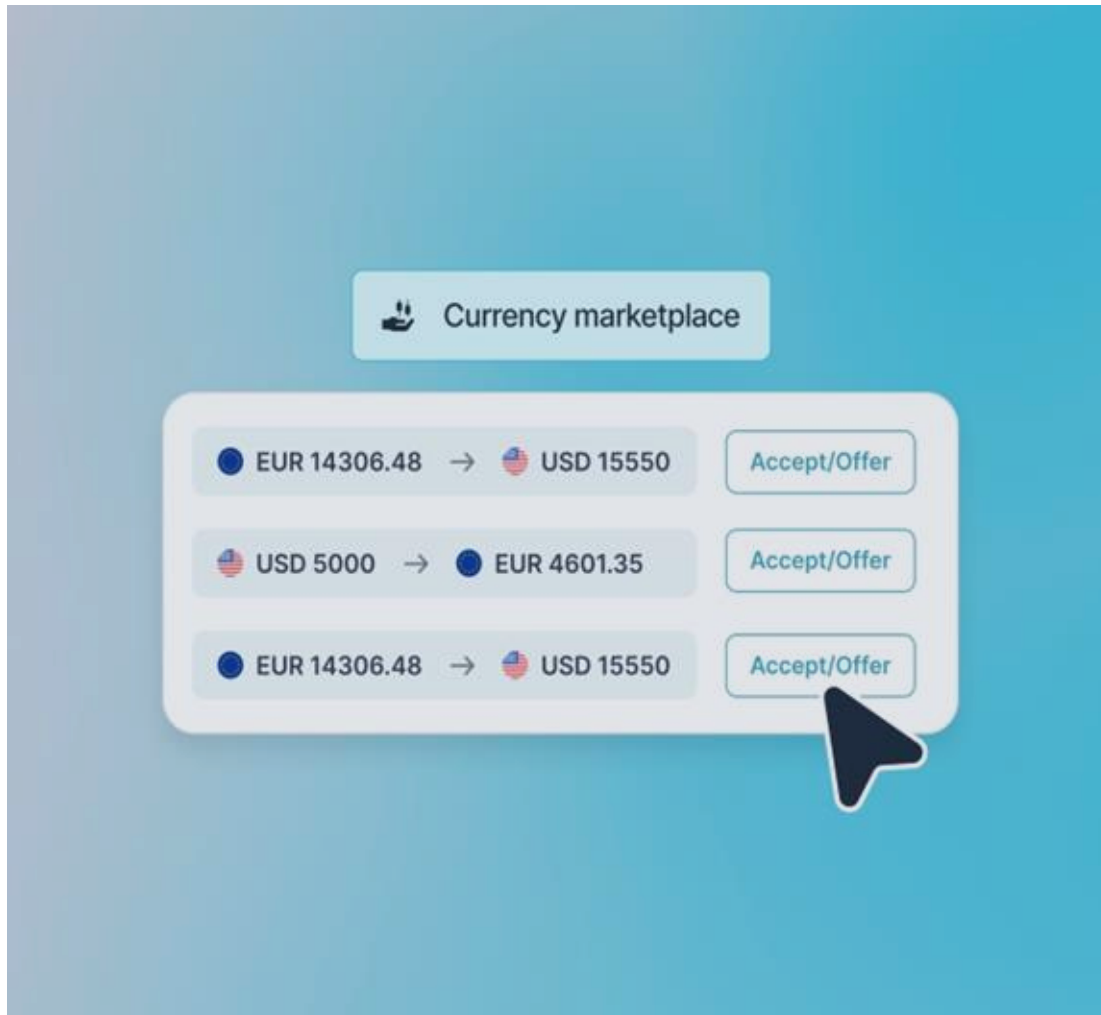 Currency marketplace
EUR 14306.48 → USD 15550 Accept/Offer
USD 5000 → EUR 4601.35 Accept/Offer
EUR 14306.48 → USD 15550 Accept/Offer